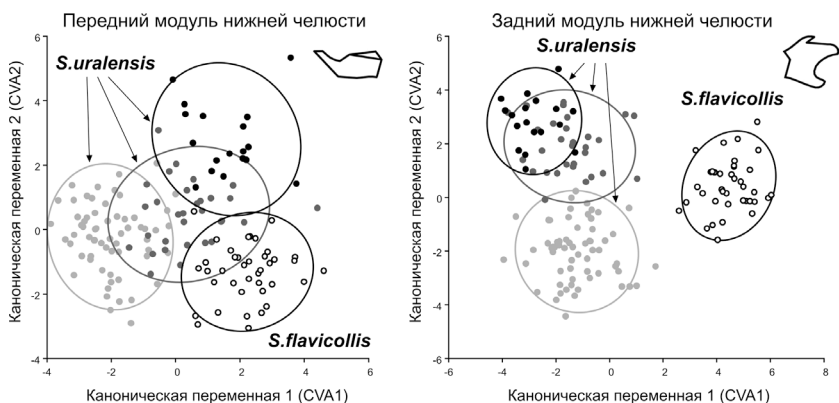 Передний модуль нижней челюсти
Каноническая переменная 2 (CVA2)
6
4
2
0
-2
-4
S.uralensis
S.flavicollis
-4
-2
0
2
4
6
Каноническая переменная 1 (CVA1)
Задний модуль нижней челюсти
Каноническая переменная 2 (CVA2)
6
4
2
0
-2
-4
-6
S.uralensis
S.flavicollis
-6
-4
-2
0
2
4
6
8
Каноническая переменная 1 (CVA1)